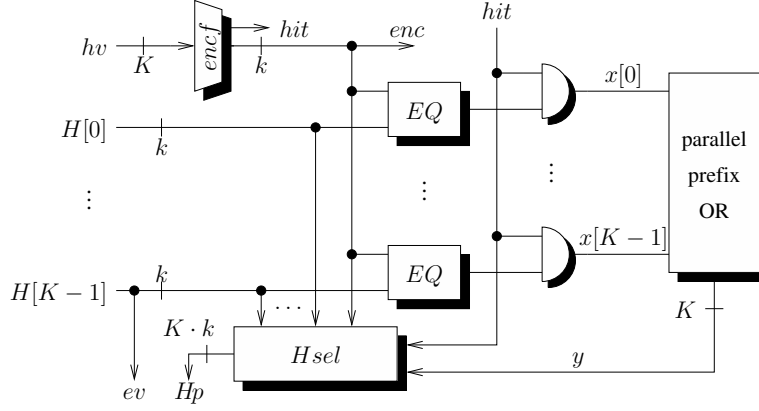 hit
hv
K
encf
hit
k
enc
x[0]
EQ
H[0]
k
parallel
prefix
OR
⋮
⋮
⋮
x[K − 1]
EQ
H[K − 1]
k
...
K
K · k
Hsel
y
ev
Hp